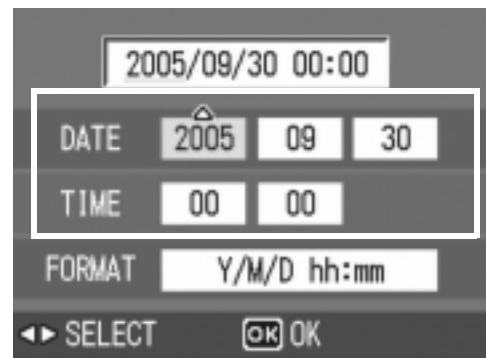 2005/09/30 00:00
DATE 2005 09 30
TIME 00 00
FORMAT Y/M/D hh:mm
SELECT OK OK